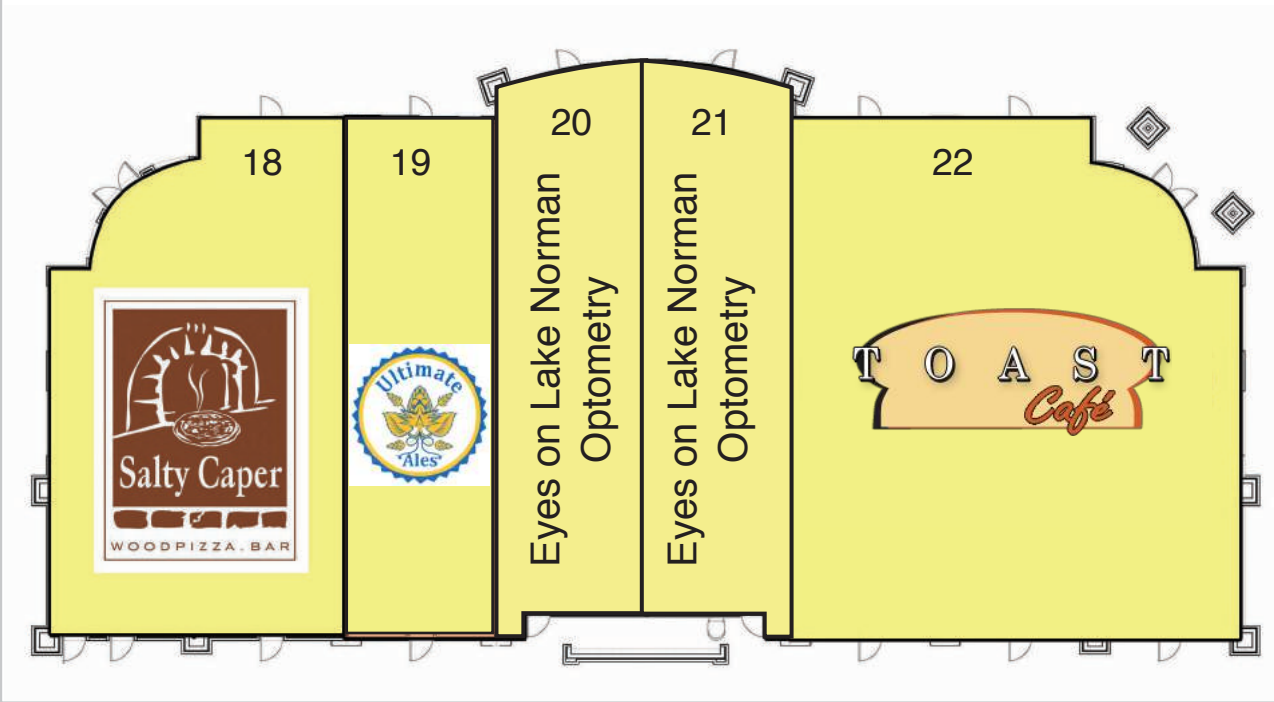 18
19
20
21
22
Salty Caper
WOODPIZZA.BAR
Ultimate
Ales
Eyes on Lake Norman
Optometry
Eyes on Lake Norman
Optometry
TOAST
Café